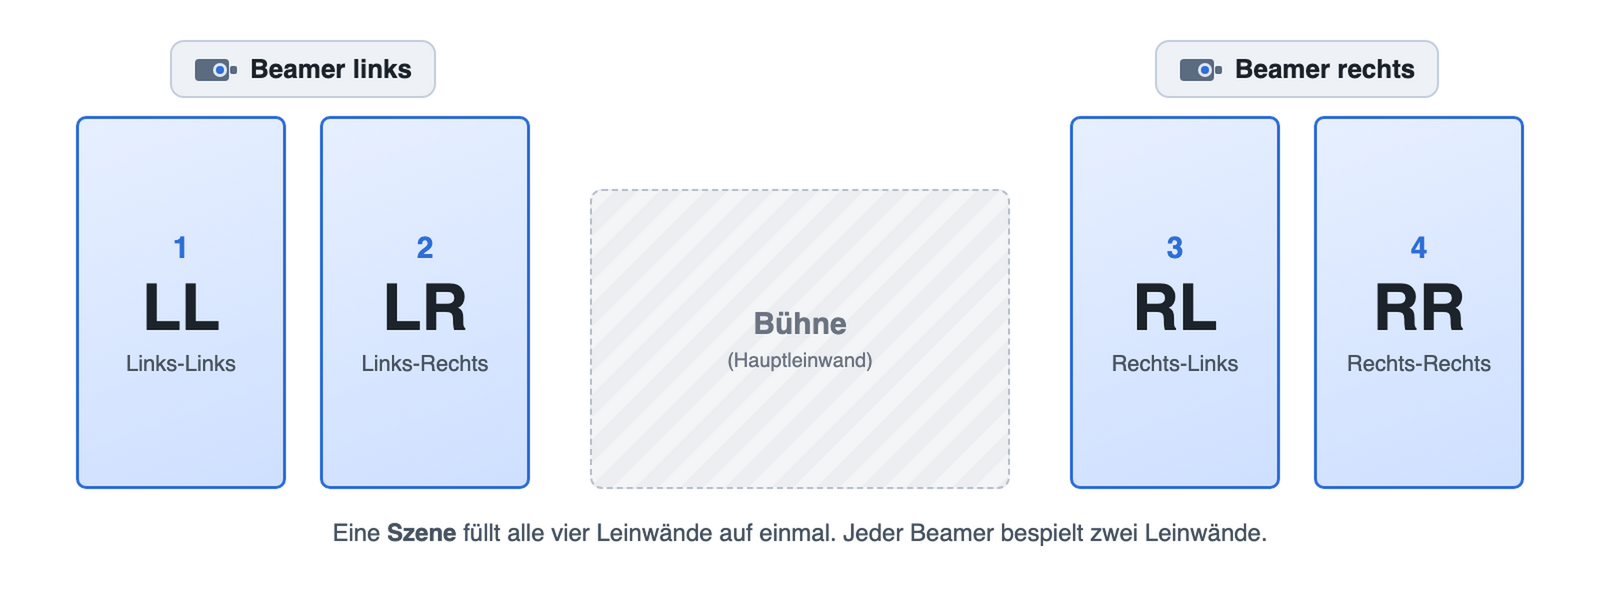 Beamer links
Beamer rechts
1
LL
Links-Links
2
LR
Links-Rechts
Bühne
(Hauptleinwand)
3
RL
Rechts-Links
4
RR
Rechts-Rechts
Eine Szene füllt alle vier Leinwände auf einmal. Jeder Beamer bespielt zwei Leinwände.